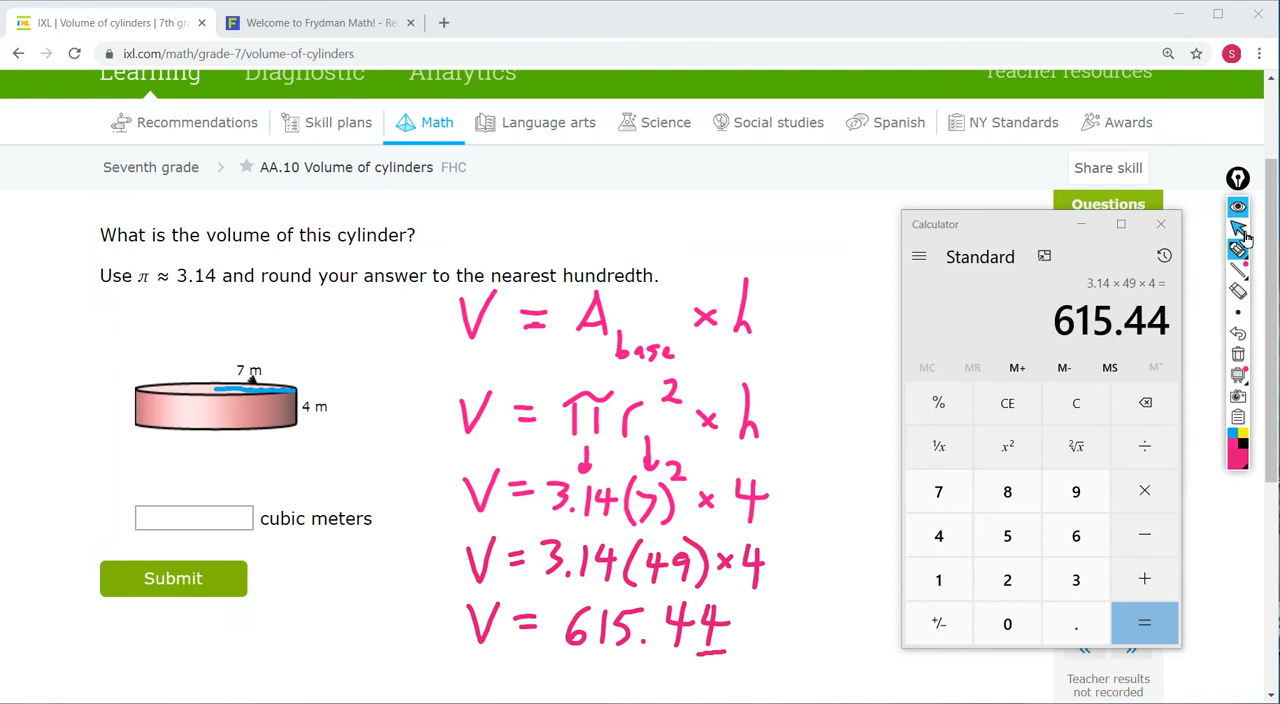 IXL | Volume of cylinders | 7th gra
Welcome to Frydman Math! - Re
ixl.com/math/grade-7/volume-of-cylinders
S
Learning Diagnostic Analytics Teacher resources
Recommendations Skill plans Math Language arts Science Social studies Spanish NY Standards Awards
Seventh grade > AA.10 Volume of cylinders FHC
Share skill
Questions
What is the volume of this cylinder?
Use π ≈ 3.14 and round your answer to the nearest hundredth.
7 m
4 m
cubic meters
Submit
V = A base × h
V = πr² × h
V = 3.14(7)² × 4
V = 3.14(49) × 4
V = 615.44
Calculator
Standard
3.14 × 49 × 4 =
615.44
MC MR M+ M- MS M˅
% CE C
¹/x x² ²√x ÷
7 8 9 ×
4 5 6 −
1 2 3 +
+/− 0 . =
Teacher results
not recorded